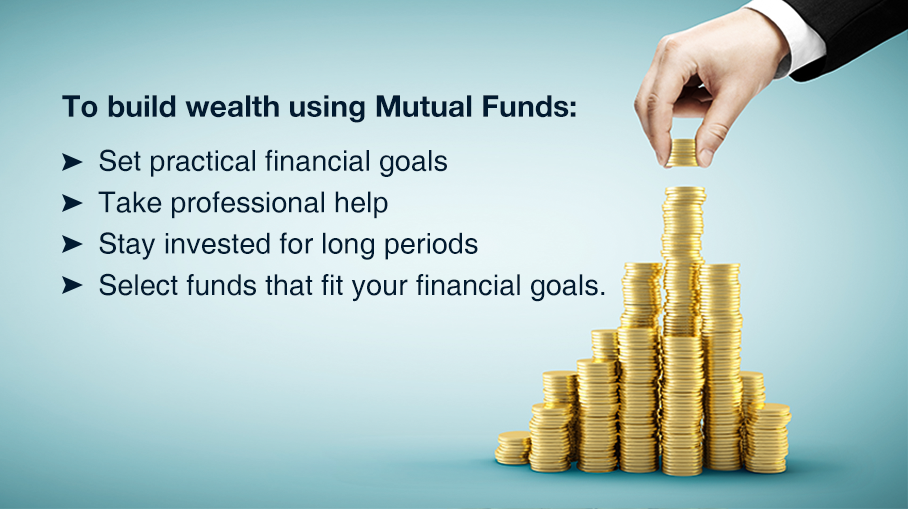 To build wealth using Mutual Funds:
➤ Set practical financial goals
➤ Take professional help
➤ Stay invested for long periods
➤ Select funds that fit your financial goals.